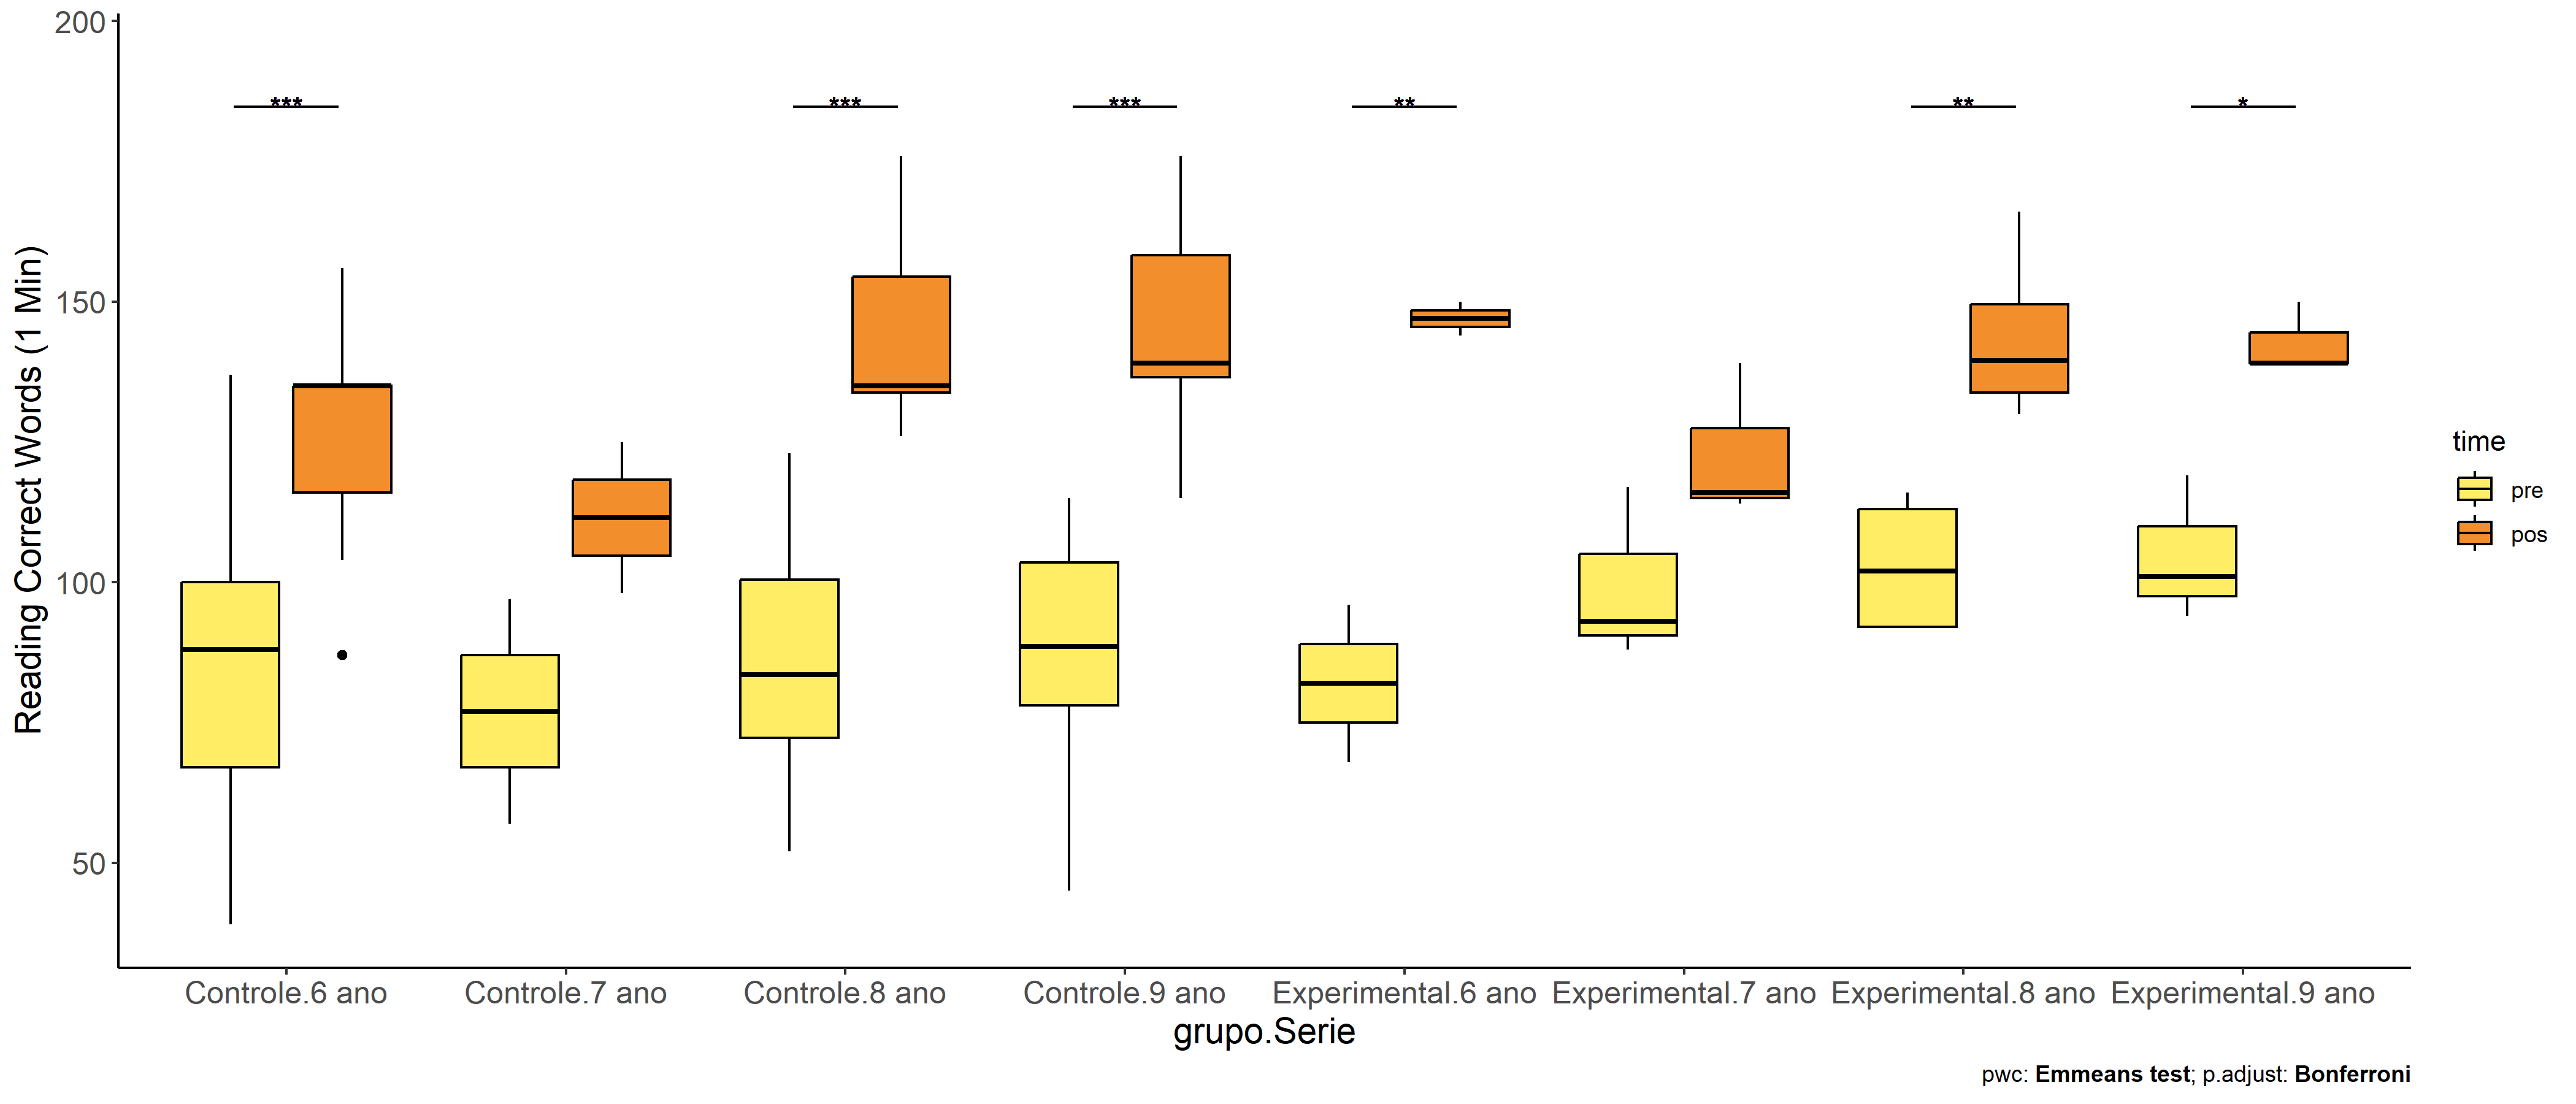 200
150
100
50
Reading Correct Words (1 Min)
*** *** *** ** ** *
Controle.6 ano Controle.7 ano Controle.8 ano Controle.9 ano Experimental.6 ano Experimental.7 ano Experimental.8 ano Experimental.9 ano
grupo.Serie
time
pre
pos
pwc: Emmeans test; p.adjust: Bonferroni